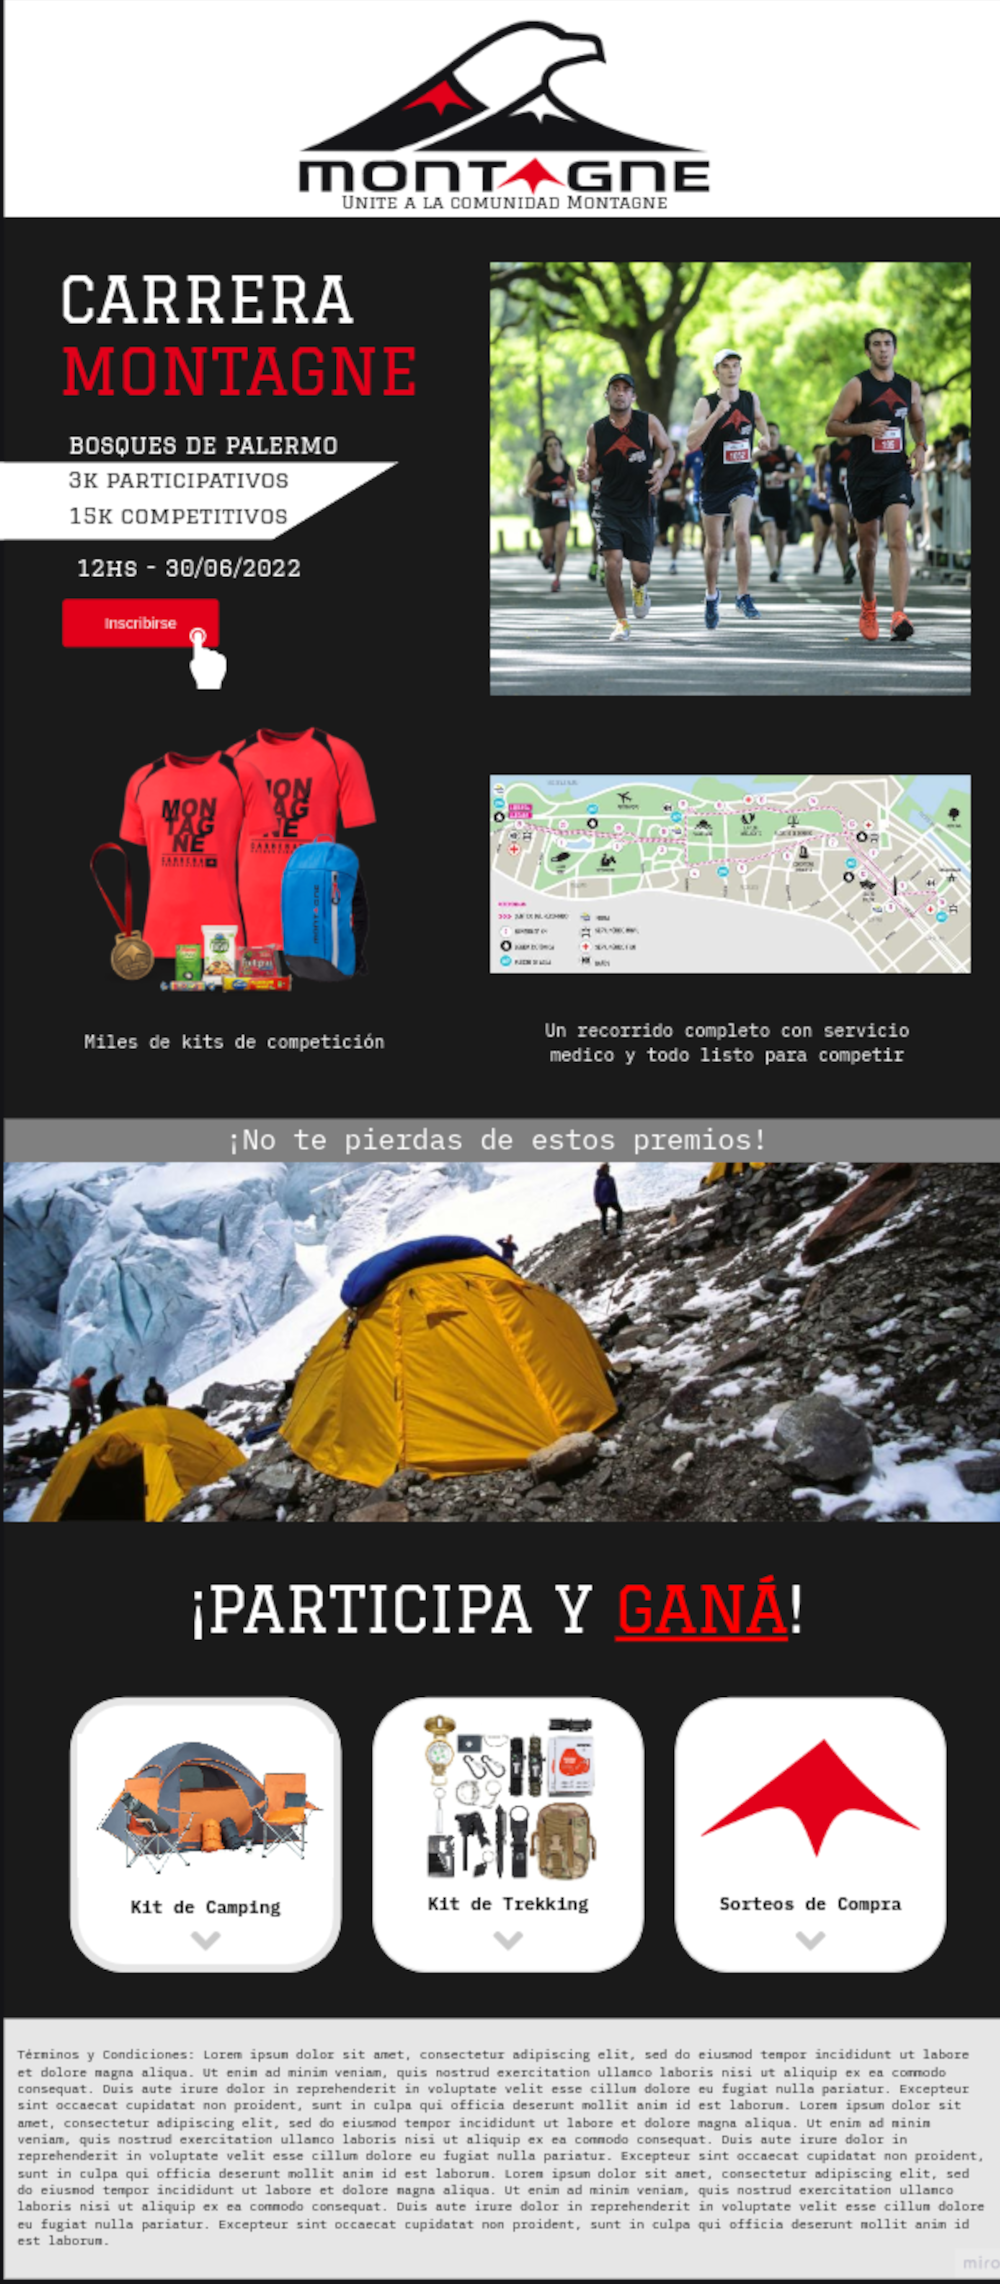 MONTAGNE
UNITE A LA COMUNIDAD MONTAGNE
CARRERA
MONTAGNE
BOSQUES DE PALERMO
3K PARTICIPATIVOS
15K COMPETITIVOS
12HS - 30/06/2022
Inscribirse
MON
TAG
NE
CARRERA
Miles de kits de competición
Un recorrido completo con servicio
medico y todo listo para competir
¡No te pierdas de estos premios!
¡PARTICIPA Y GANÁ!
Kit de Camping
Kit de Trekking
Sorteos de Compra
Términos y Condiciones: Lorem ipsum dolor sit amet, consectetur adipiscing elit, sed do eiusmod tempor incididunt ut labore
et dolore magna aliqua. Ut enim ad minim veniam, quis nostrud exercitation ullamco laboris nisi ut aliquip ex ea commodo
consequat. Duis aute irure dolor in reprehenderit in voluptate velit esse cillum dolore eu fugiat nulla pariatur. Excepteur
sint occaecat cupidatat non proident, sunt in culpa qui officia deserunt mollit anim id est laborum. Lorem ipsum dolor sit
amet, consectetur adipiscing elit, sed do eiusmod tempor incididunt ut labore et dolore magna aliqua. Ut enim ad minim
veniam, quis nostrud exercitation ullamco laboris nisi ut aliquip ex ea commodo consequat. Duis aute irure dolor in
reprehenderit in voluptate velit esse cillum dolore eu fugiat nulla pariatur. Excepteur sint occaecat cupidatat non proident,
sunt in culpa qui officia deserunt mollit anim id est laborum. Lorem ipsum dolor sit amet, consectetur adipiscing elit, sed
do eiusmod tempor incididunt ut labore et dolore magna aliqua. Ut enim ad minim veniam, quis nostrud exercitation ullamco
laboris nisi ut aliquip ex ea commodo consequat. Duis aute irure dolor in reprehenderit in voluptate velit esse cillum dolore
eu fugiat nulla pariatur. Excepteur sint occaecat cupidatat non proident, sunt in culpa qui officia deserunt mollit anim id
est laborum.
miro